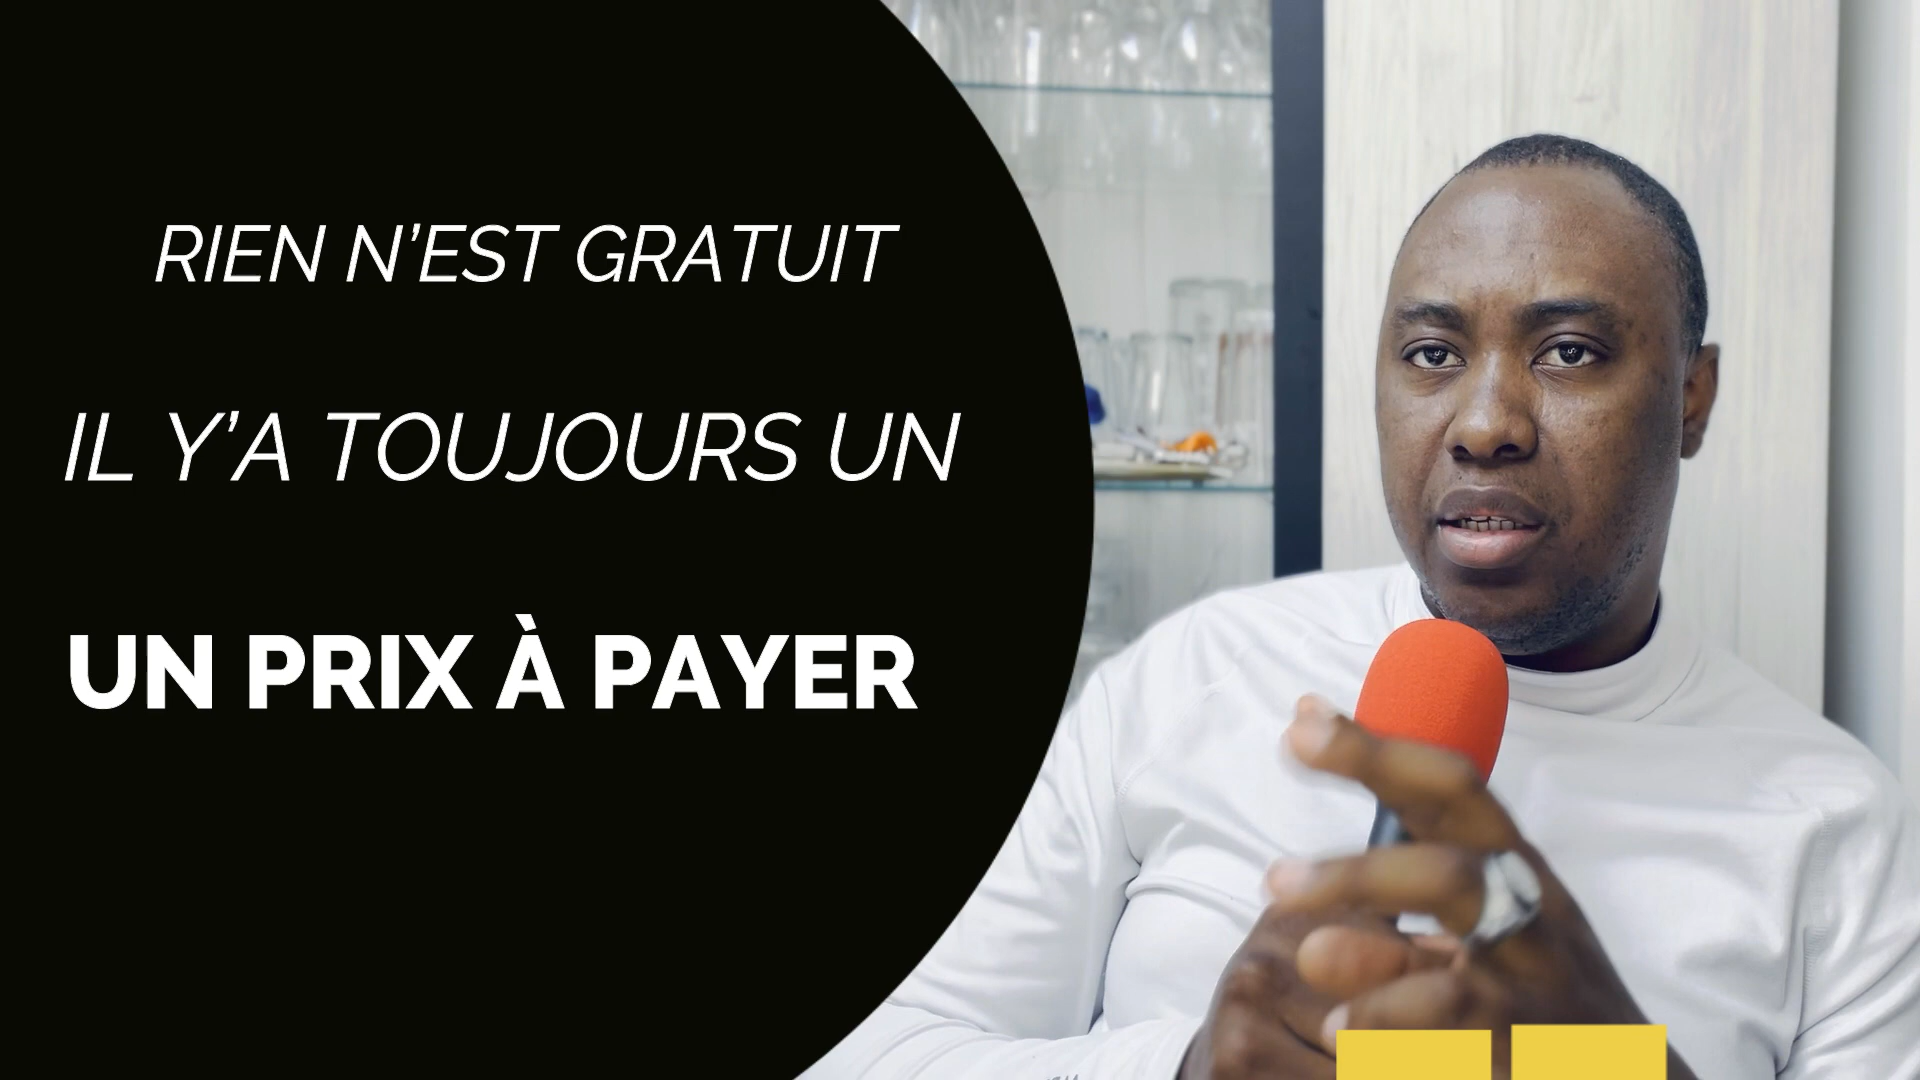 RIEN N’EST GRATUIT
IL Y’A TOUJOURS UN
UN PRIX À PAYER